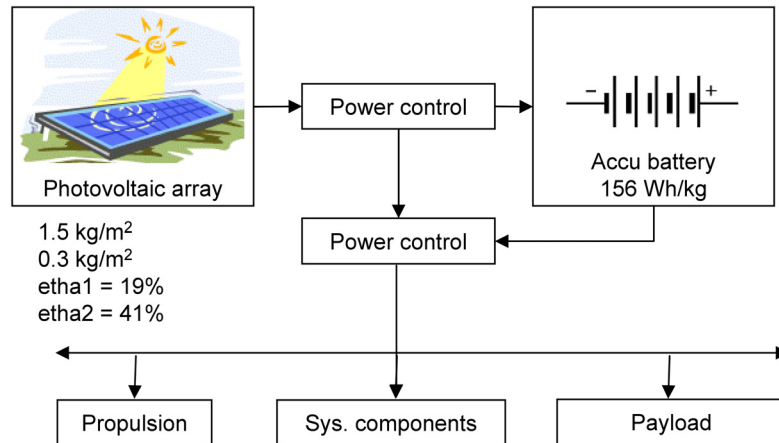 Photovoltaic array
Power control
− +
Accu battery
156 Wh/kg
1.5 kg/m²
0.3 kg/m²
etha1 = 19%
etha2 = 41%
Power control
Propulsion
Sys. components
Payload